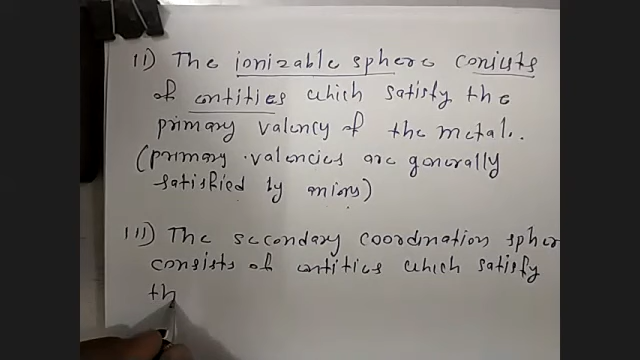 II) The ionizable sphere conists
of entities which satisfy the
primary valency of the metal..
(primary valencies are generally
satisfied by anions)
III) The secondary coordination spher
consists of entities which satisfy
th